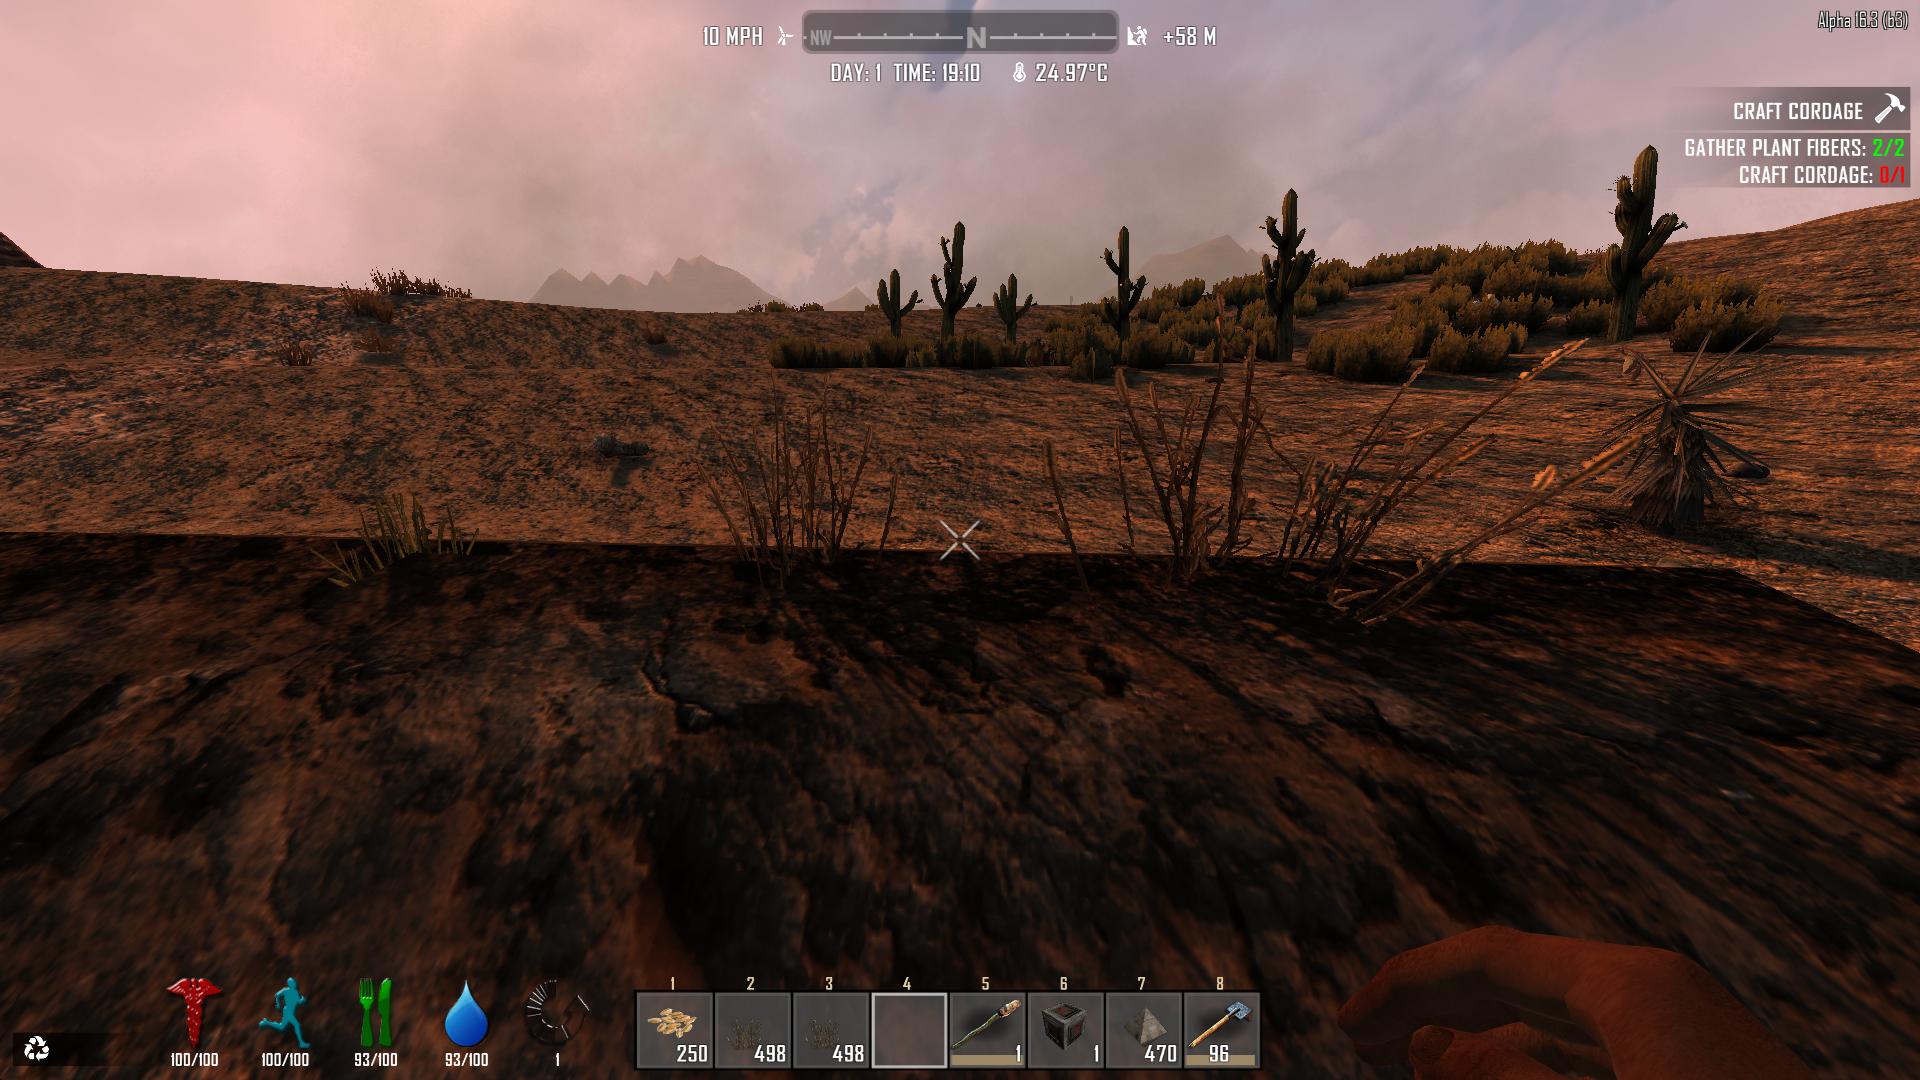 10 MPH NW N +58 M
Alpha 16.3 (b3)
DAY: 1 TIME: 19:10 24.97°C
CRAFT CORDAGE
GATHER PLANT FIBERS: 2/2
CRAFT CORDAGE: 0/1
1 2 3 4 5 6 7 8
250 498 498 1 1 470 96
100/100 100/100 93/100 93/100 1